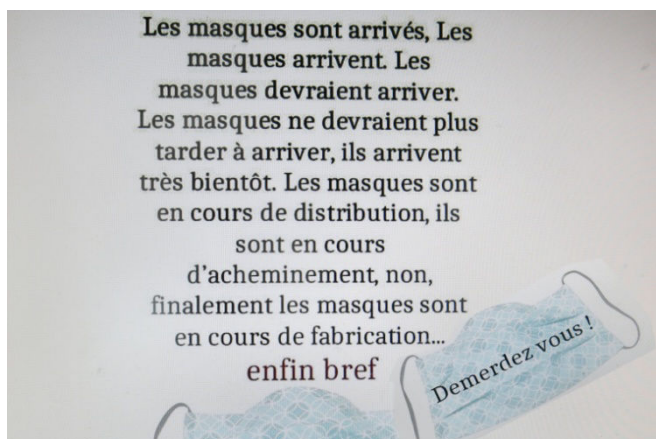 Les masques sont arrivés, Les
masques arrivent. Les
masques devraient arriver.
Les masques ne devraient plus
tarder à arriver, ils arrivent
très bientôt. Les masques sont
en cours de distribution, ils
sont en cours
d'acheminement, non,
finalement les masques sont
en cours de fabrication...
enfin bref
Demerdez vous !